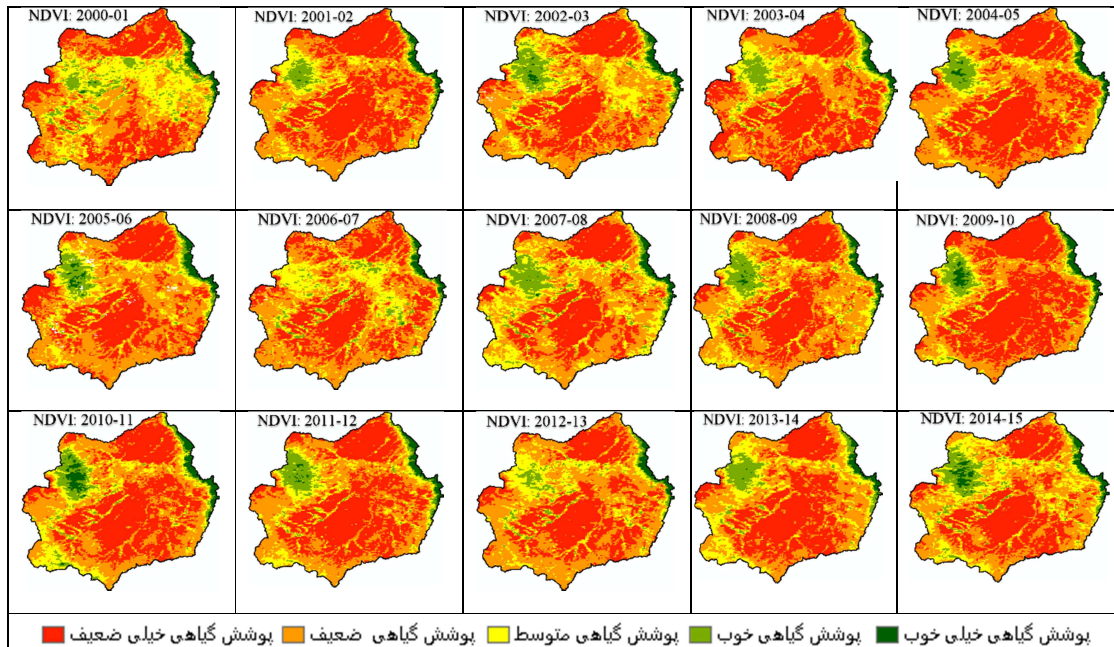 NDVI: 2000-01
NDVI: 2001-02
NDVI: 2002-03
NDVI: 2003-04
NDVI: 2004-05
NDVI: 2005-06
NDVI: 2006-07
NDVI: 2007-08
NDVI: 2008-09
NDVI: 2009-10
NDVI: 2010-11
NDVI: 2011-12
NDVI: 2012-13
NDVI: 2013-14
NDVI: 2014-15
پوشش گیاهی خیلی خوب پوشش گیاهی خوب پوشش گیاهی متوسط پوشش گیاهی ضعیف پوشش گیاهی خیلی ضعیف